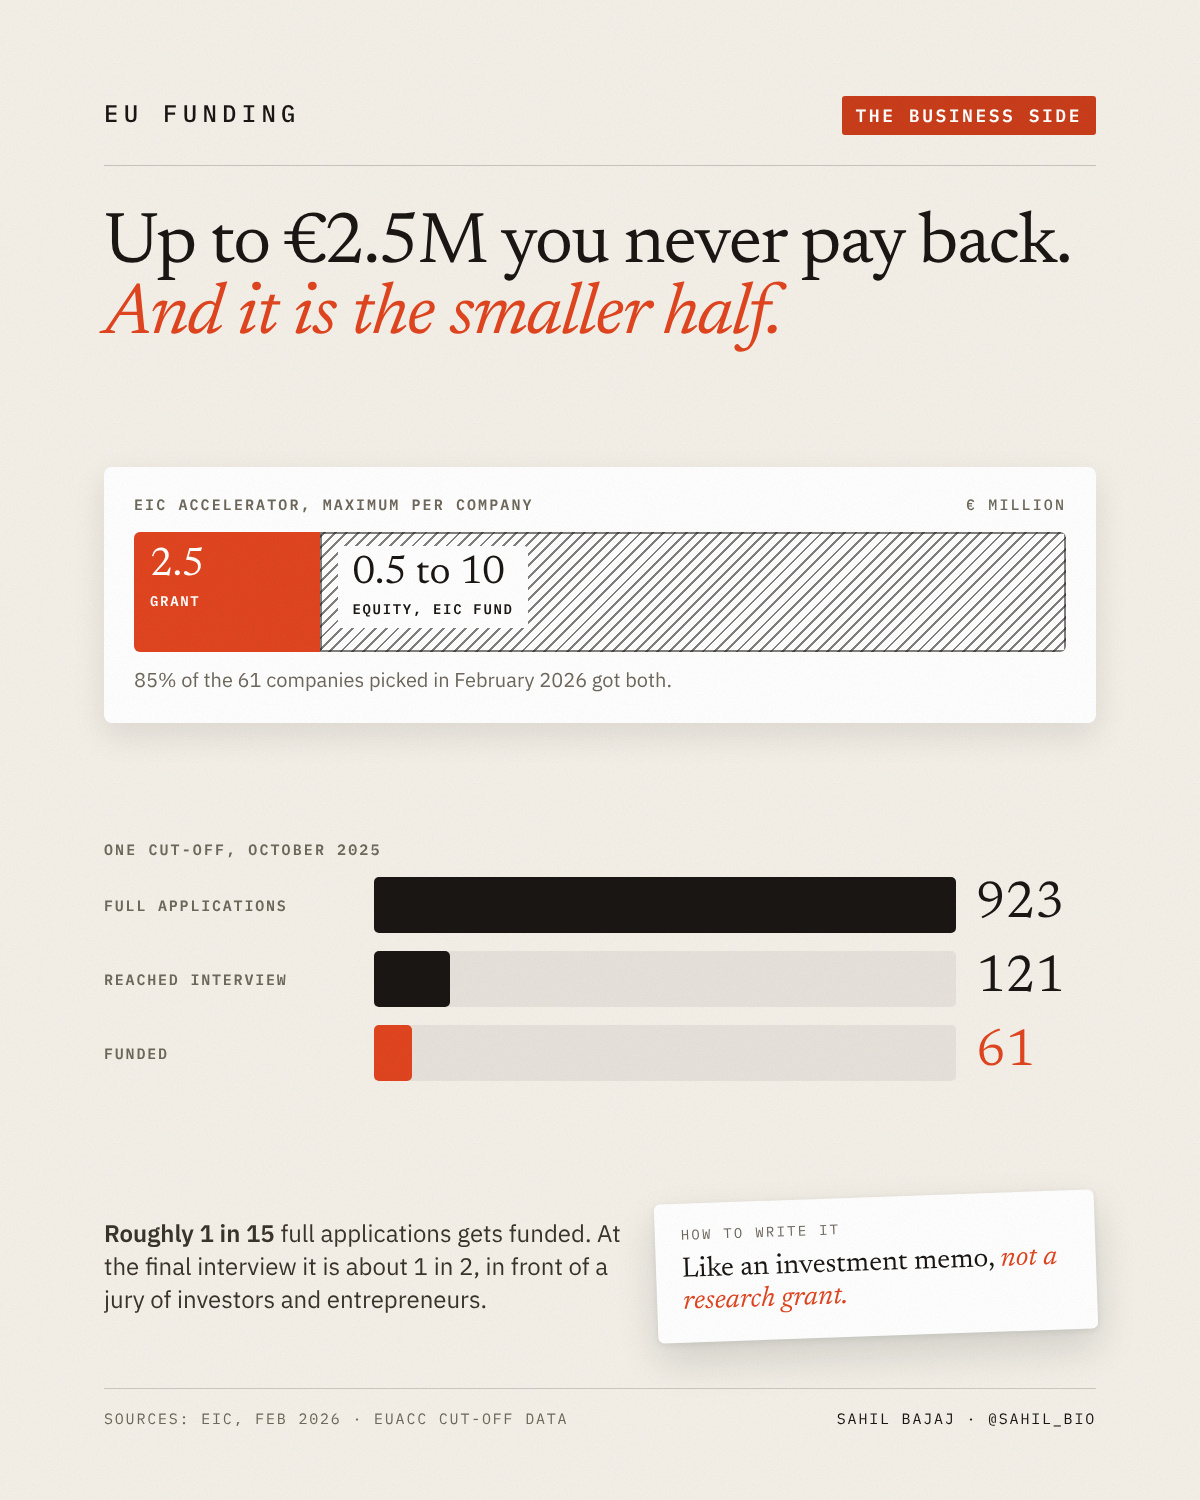 EU FUNDING
THE BUSINESS SIDE
Up to €2.5M you never pay back.
And it is the smaller half.
EIC ACCELERATOR, MAXIMUM PER COMPANY
€ MILLION
2.5
GRANT
0.5 to 10
EQUITY, EIC FUND
85% of the 61 companies picked in February 2026 got both.
ONE CUT-OFF, OCTOBER 2025
FULL APPLICATIONS
923
REACHED INTERVIEW
121
FUNDED
61
Roughly 1 in 15 full applications gets funded. At
the final interview it is about 1 in 2, in front of a
jury of investors and entrepreneurs.
HOW TO WRITE IT
Like an investment memo, not a
research grant.
SOURCES: EIC, FEB 2026 · EUACC CUT-OFF DATA
SAHIL BAJAJ · @SAHIL_BIO